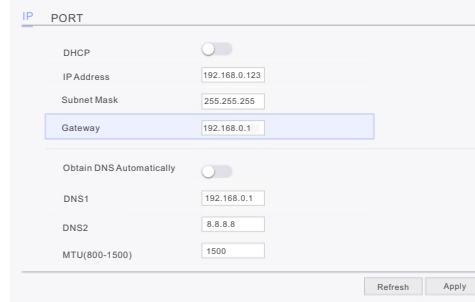 IP PORT
DHCP
IP Address 192.168.0.123
Subnet Mask 255.255.255
Gateway 192.168.0.1
Obtain DNS Automatically
DNS1 192.168.0.1
DNS2 8.8.8.8
MTU(800-1500) 1500
Refresh Apply